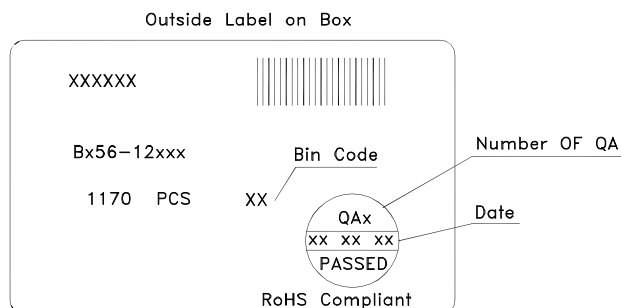 Outside Label on Box
XXXXXX
Bx56-12xxx
Bin Code
Number OF QA
1170 PCS
XX
QAx
Date
xx xx xx
PASSED
RoHS Compliant